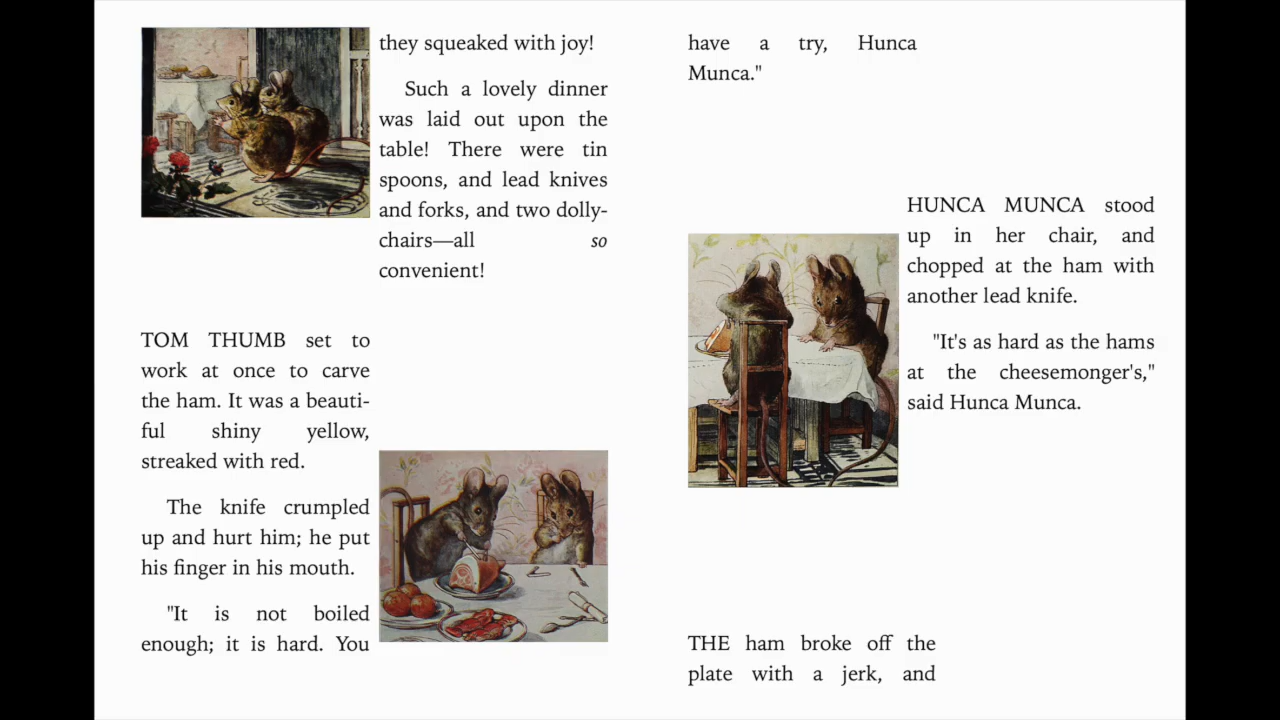 they squeaked with joy!
Such a lovely dinner
was laid out upon the
table! There were tin
spoons, and lead knives
and forks, and two dolly-
chairs—all so
convenient!
TOM THUMB set to
work at once to carve
the ham. It was a beauti-
ful shiny yellow,
streaked with red.
The knife crumpled
up and hurt him; he put
his finger in his mouth.
"It is not boiled
enough; it is hard. You
have a try, Hunca
Munca."
HUNCA MUNCA stood
up in her chair, and
chopped at the ham with
another lead knife.
"It's as hard as the hams
at the cheesemonger's,"
said Hunca Munca.
THE ham broke off the
plate with a jerk, and